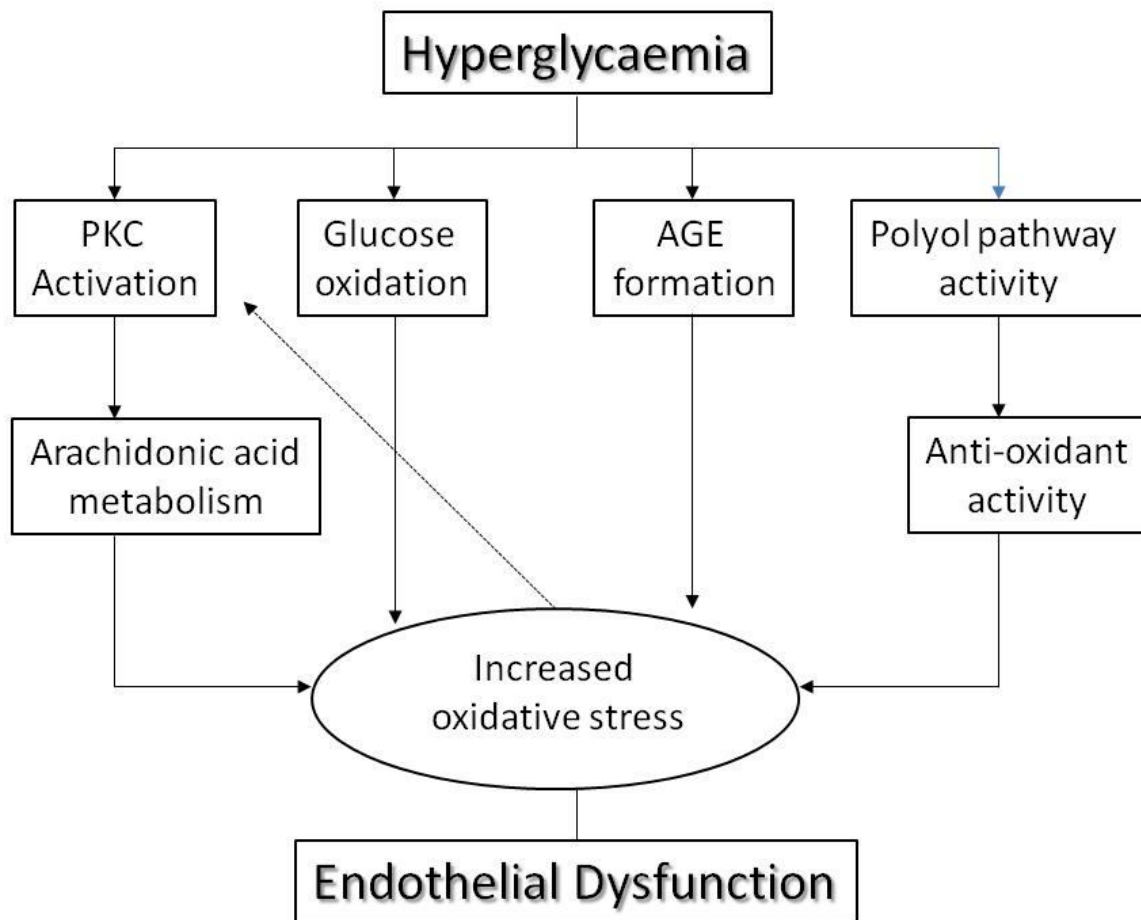 Hyperglycaemia
PKC
Activation
Glucose
oxidation
AGE
formation
Polyol pathway
activity
Arachidonic acid
metabolism
Anti-oxidant
activity
Increased
oxidative stress
Endothelial Dysfunction